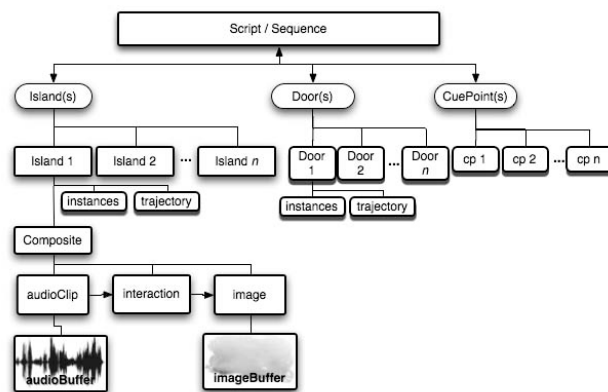 Script / Sequence
Island(s)
Door(s)
CuePoint(s)
Island 1
Island 2
...
Island n
Door
1
Door
2
...
Door
n
cp 1
cp 2
...
cp n
instances
trajectory
instances
trajectory
Composite
audioClip
interaction
image
audioBuffer
imageBuffer